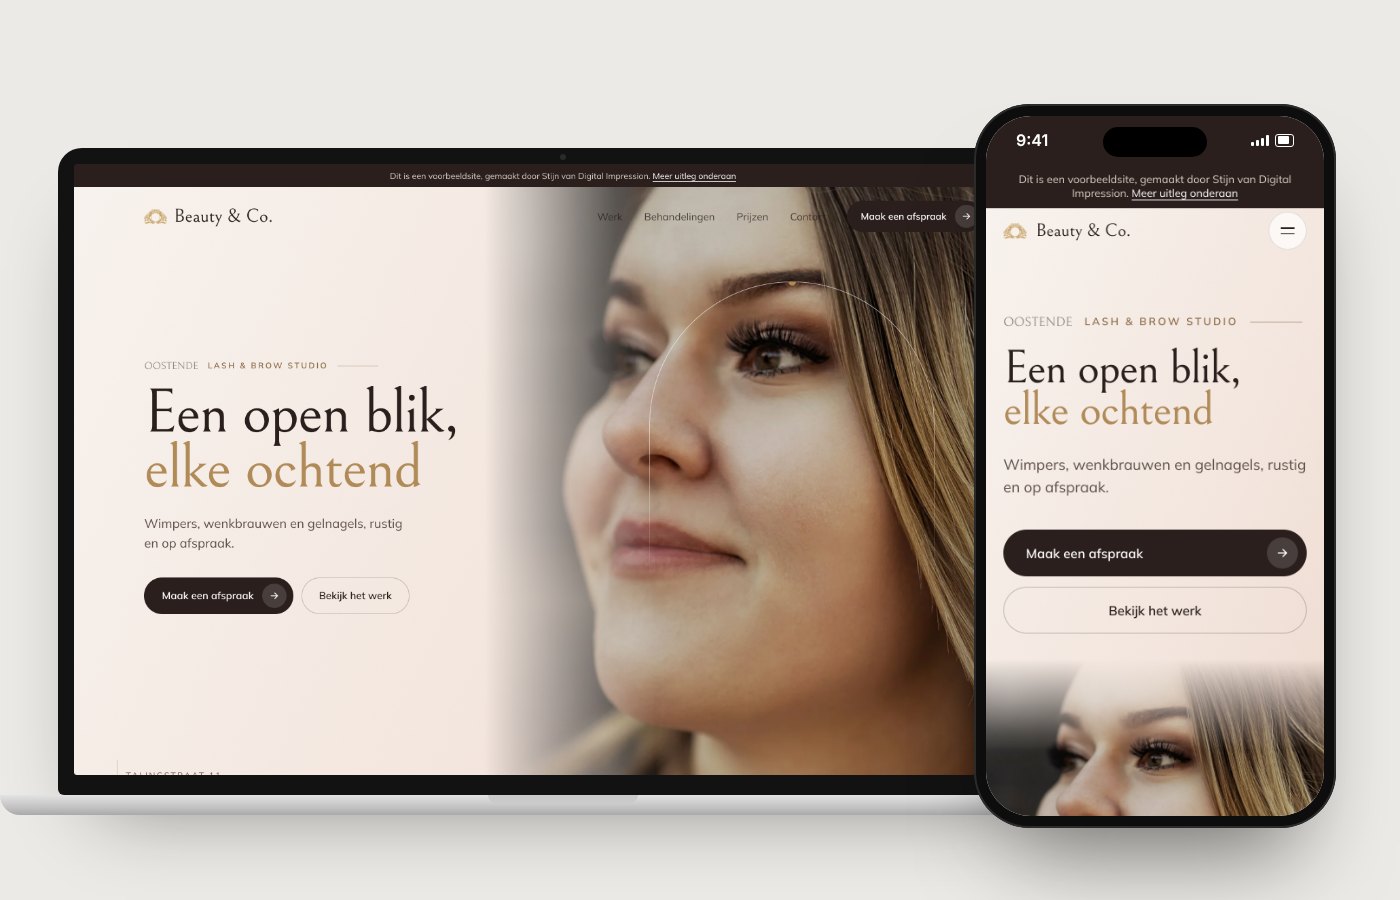 Dit is een voorbeeldsite, gemaakt door Stijn van Digital Impression. Meer uitleg onderaan
Beauty & Co.
Werk Behandelingen Prijzen Contact Maak een afspraak
OOSTENDE LASH & BROW STUDIO
Een open blik,
elke ochtend
Wimpers, wenkbrauwen en gelnagels, rustig
en op afspraak.
Maak een afspraak Bekijk het werk
9:41
Dit is een voorbeeldsite, gemaakt door Stijn van Digital
Impression. Meer uitleg onderaan
Beauty & Co.
OOSTENDE LASH & BROW STUDIO
Een open blik,
elke ochtend
Wimpers, wenkbrauwen en gelnagels, rustig
en op afspraak.
Maak een afspraak
Bekijk het werk